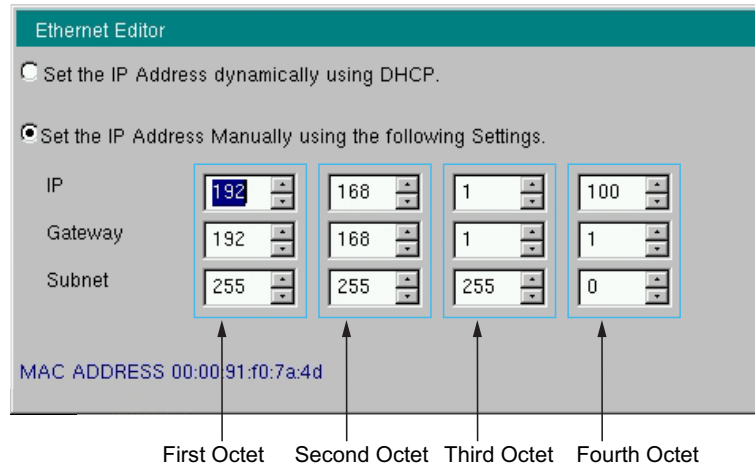 Ethernet Editor
Set the IP Address dynamically using DHCP.
Set the IP Address Manually using the following Settings.
IP 192 168 1 100
Gateway 192 168 1 1
Subnet 255 255 255 0
MAC ADDRESS 00:00:91:f0:7a:4d
First Octet Second Octet Third Octet Fourth Octet